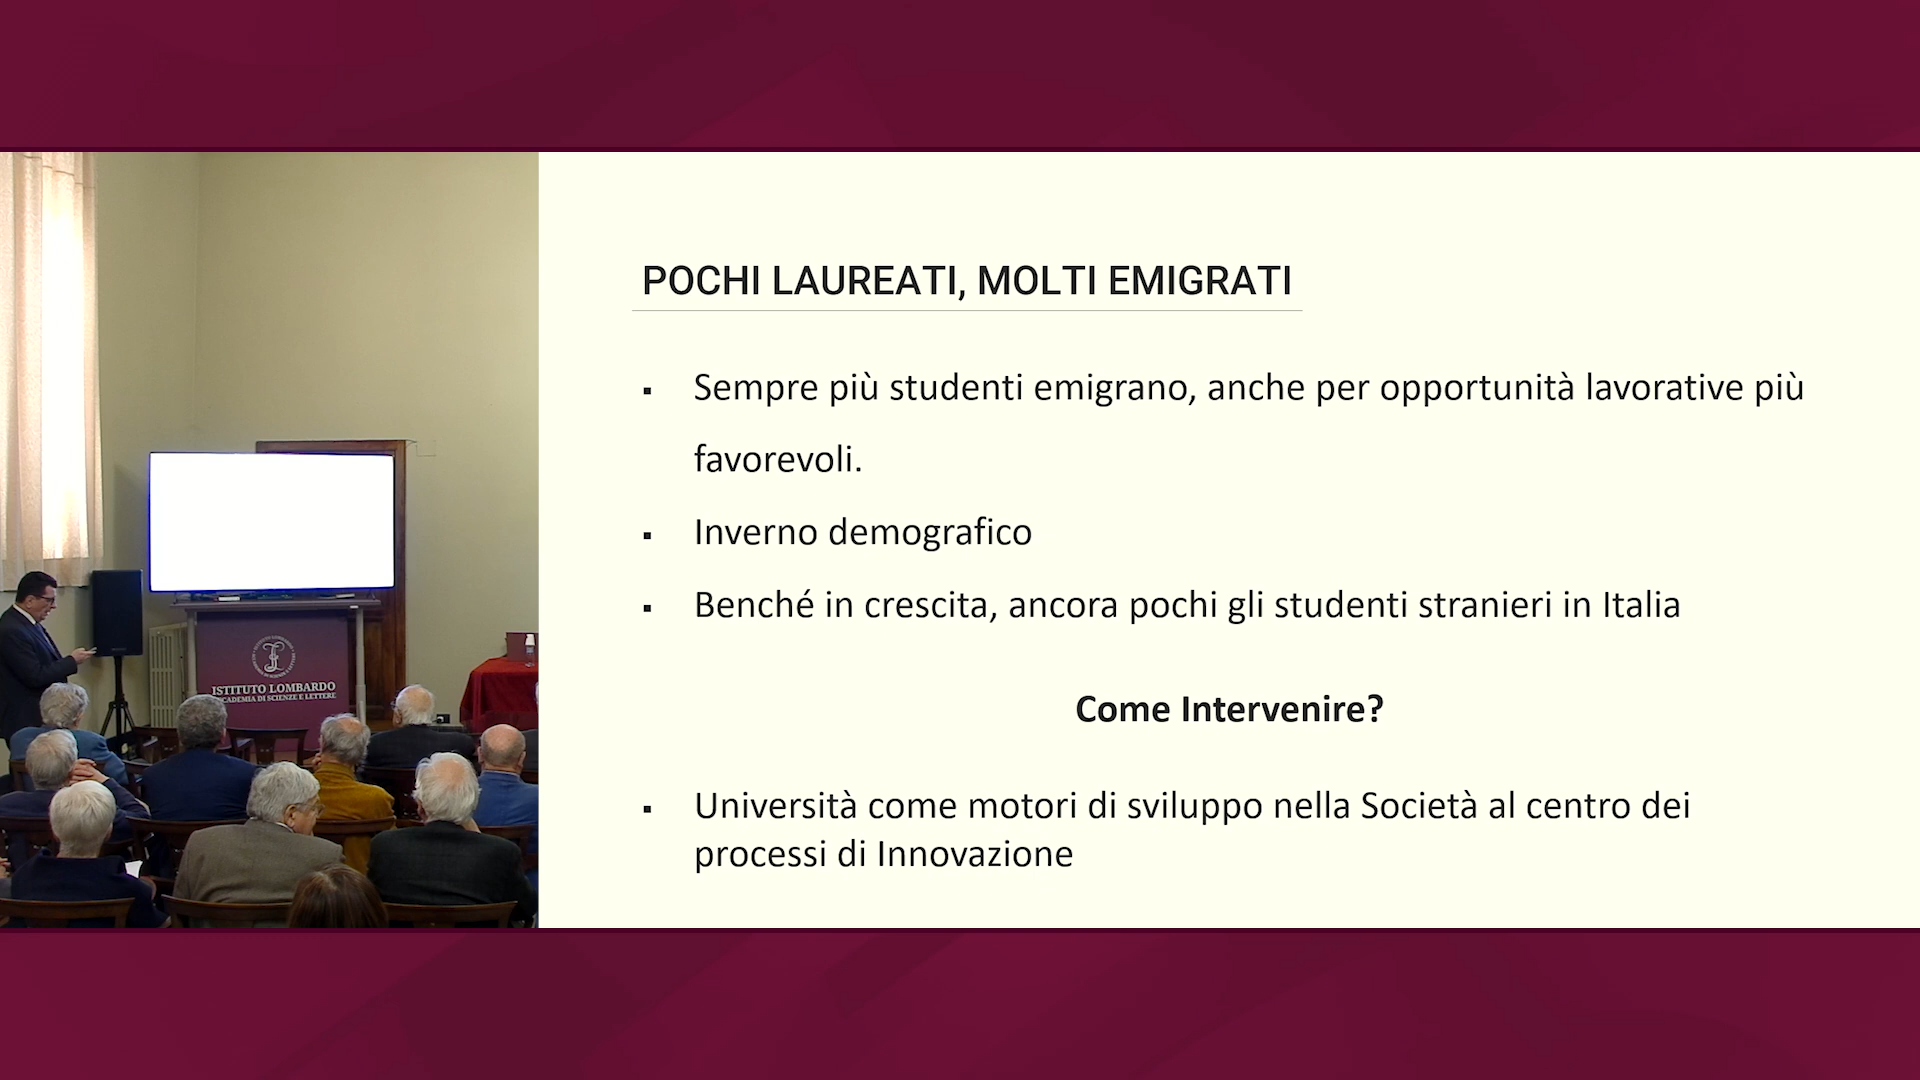 POCHI LAUREATI, MOLTI EMIGRATI
▪ Sempre più studenti emigrano, anche per opportunità lavorative più
favorevoli.
▪ Inverno demografico
▪ Benché in crescita, ancora pochi gli studenti stranieri in Italia
Come Intervenire?
▪ Università come motori di sviluppo nella Società al centro dei
processi di Innovazione
ISTITUTO LOMBARDO
ACCADEMIA DI SCIENZE E LETTERE